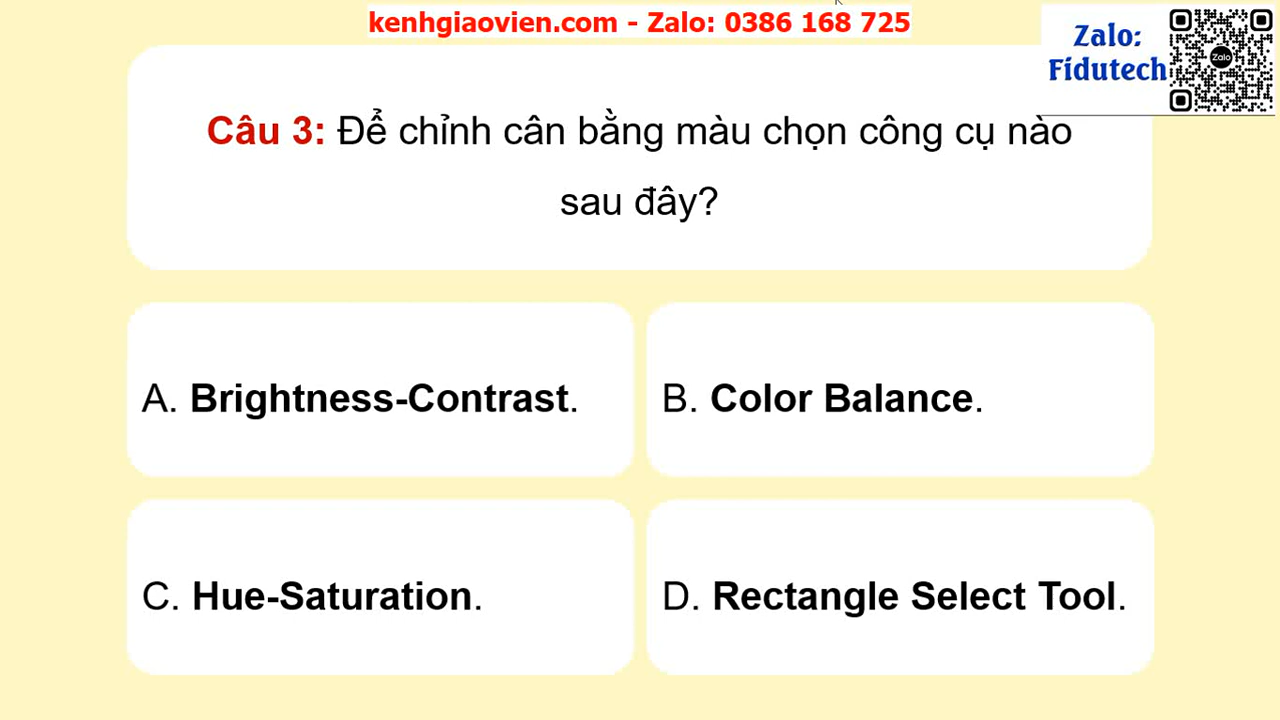 kenhgiaovien.com - Zalo: 0386 168 725
Zalo:
Fidutech
Zalo
Câu 3: Để chỉnh cân bằng màu chọn công cụ nào
sau đây?
A. Brightness-Contrast.
B. Color Balance.
C. Hue-Saturation.
D. Rectangle Select Tool.